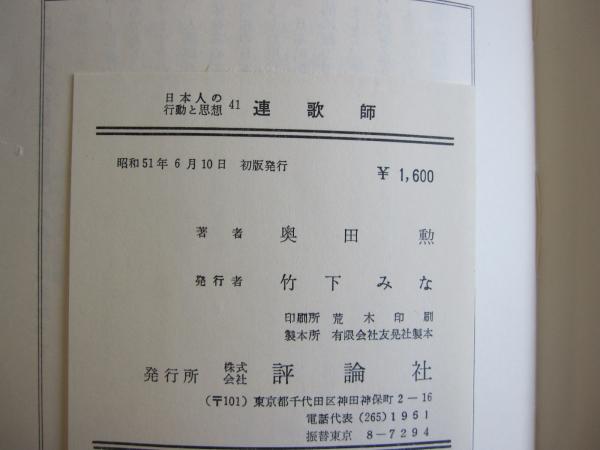 日本人の
行動と思想 41 連歌師
昭和51年6月10日 初版発行
¥ 1,600
著者 奥田勲
発行者 竹下みな
印刷所 荒木印刷
製本所 有限会社友晃社製本
発行所 株式会社 評論社
(〒101) 東京都千代田区神田神保町2-16
電話代表 (265) 1961
振替東京 8-7294